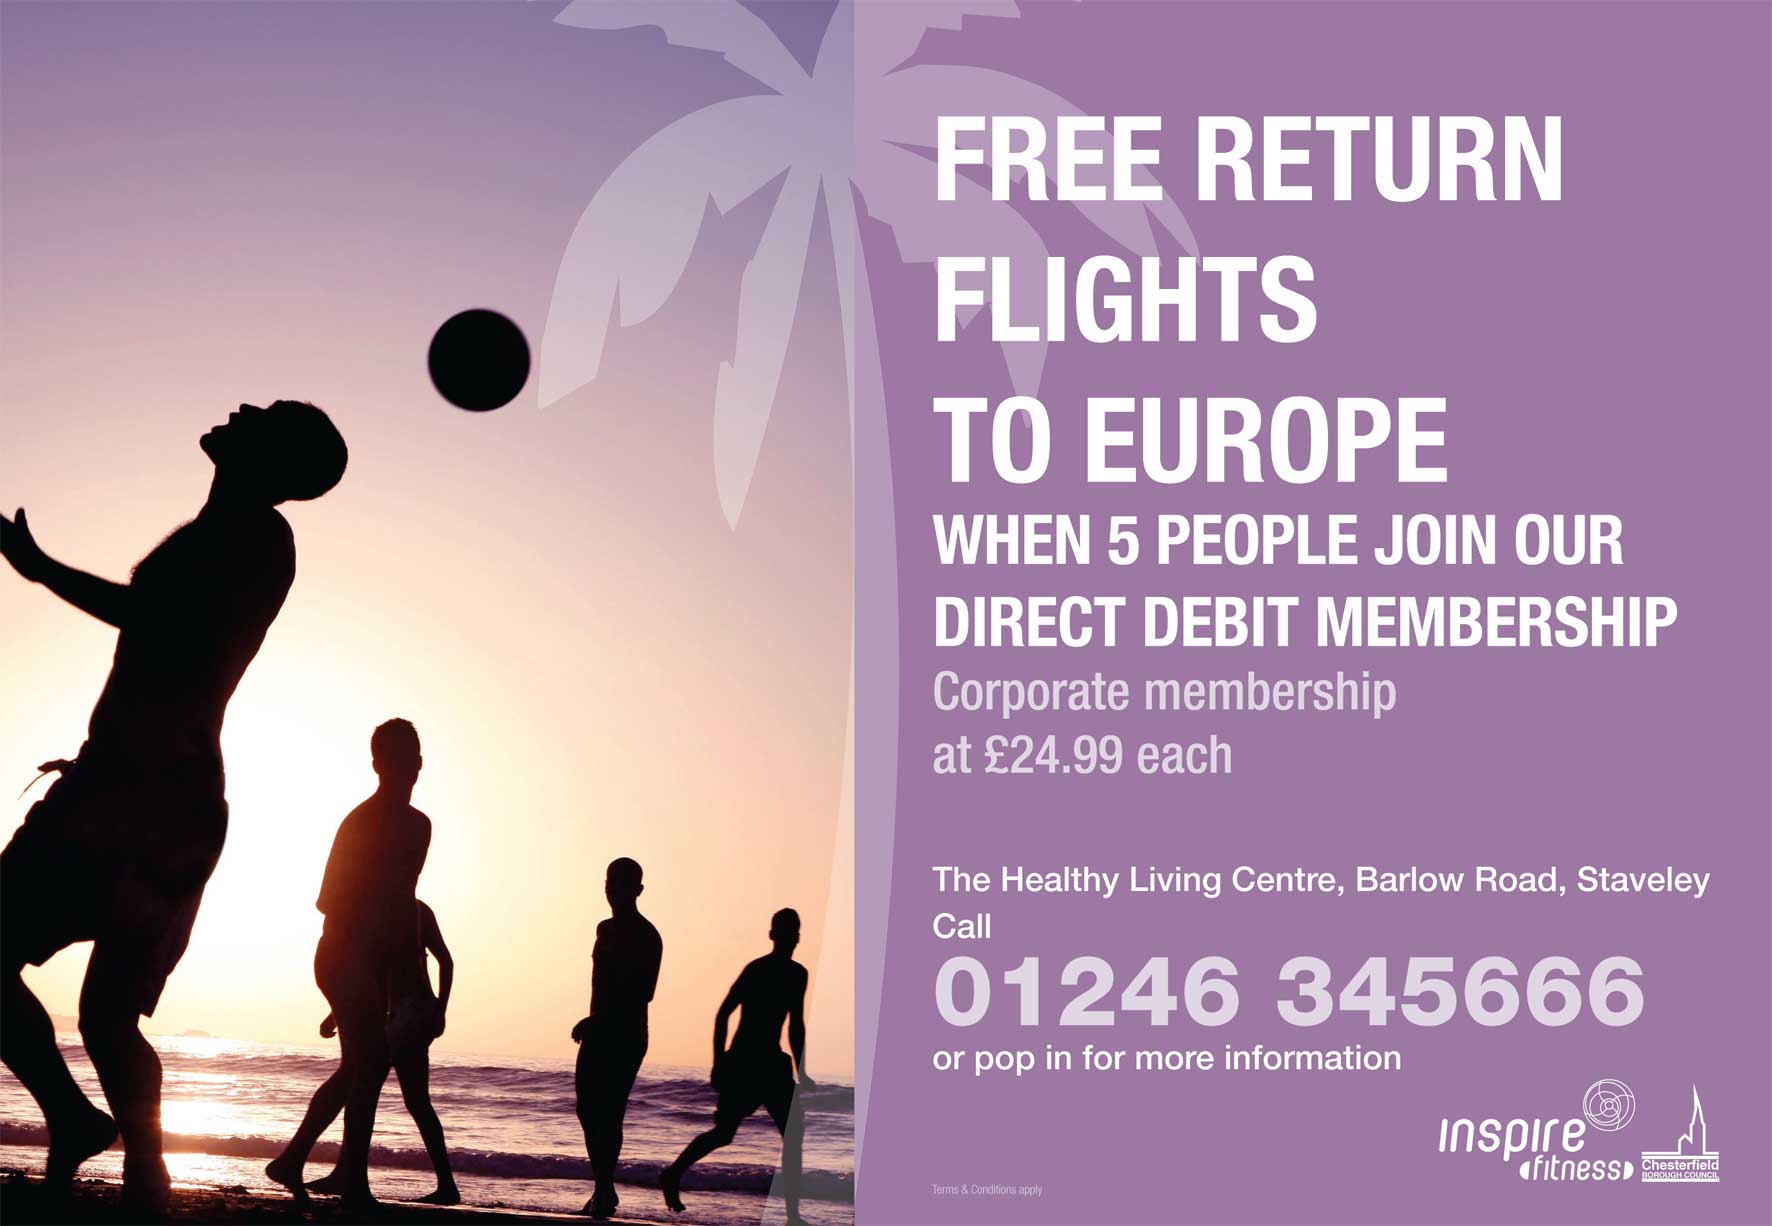 FREE RETURN
FLIGHTS
TO EUROPE
WHEN 5 PEOPLE JOIN OUR
DIRECT DEBIT MEMBERSHIP
Corporate membership
at £24.99 each
The Healthy Living Centre, Barlow Road, Staveley
Call
01246 345666
or pop in for more information
inspire
fitness
Chesterfield
BOROUGH COUNCIL
Terms & Conditions apply